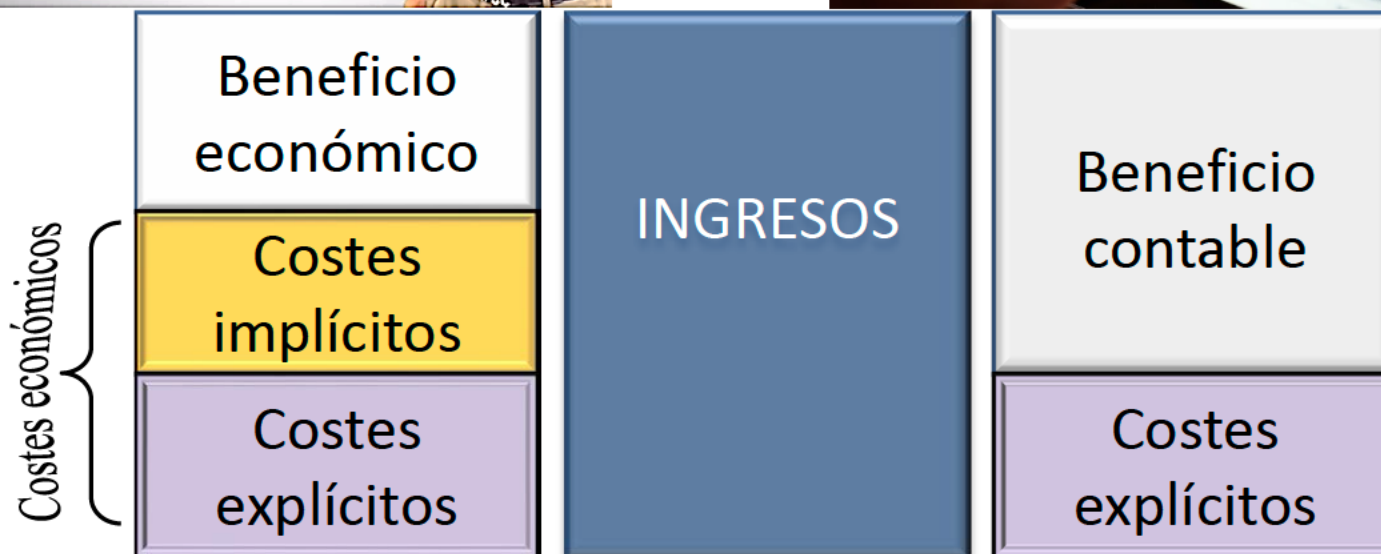 Beneficio
económico
Costes económicos
Costes
implícitos
Costes
explícitos
INGRESOS
Beneficio
contable
Costes
explícitos